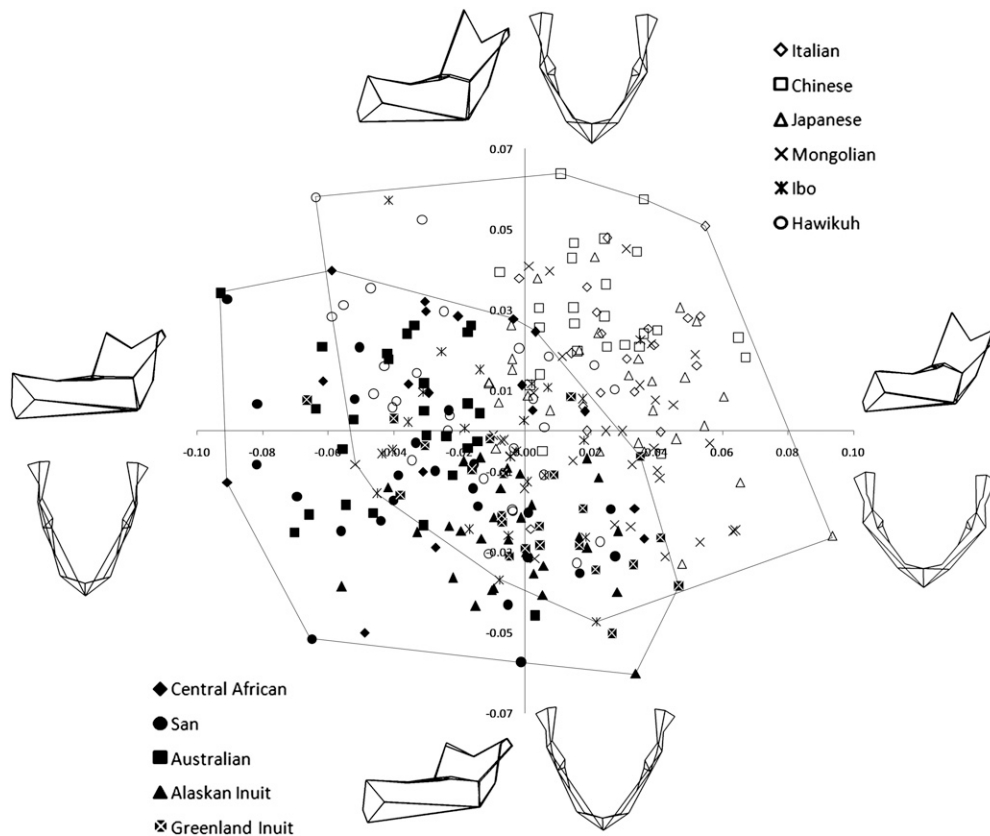 Italian
Chinese
Japanese
Mongolian
Ibo
Hawikuh
0.07
0.05
0.03
0.01
-0.10 -0.08 -0.06 -0.04 -0.02 0.00 0.02 0.04 0.06 0.08 0.10
-0.03
-0.05
-0.07
Central African
San
Australian
Alaskan Inuit
Greenland Inuit